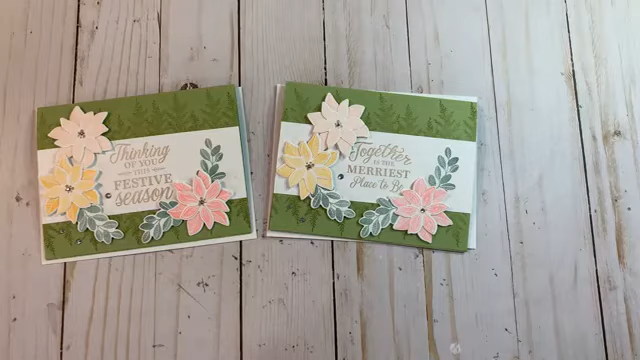 Thinking
OF YOU
THIS
FESTIVE
season
Together
IS THE
MERRIEST
Place to Be